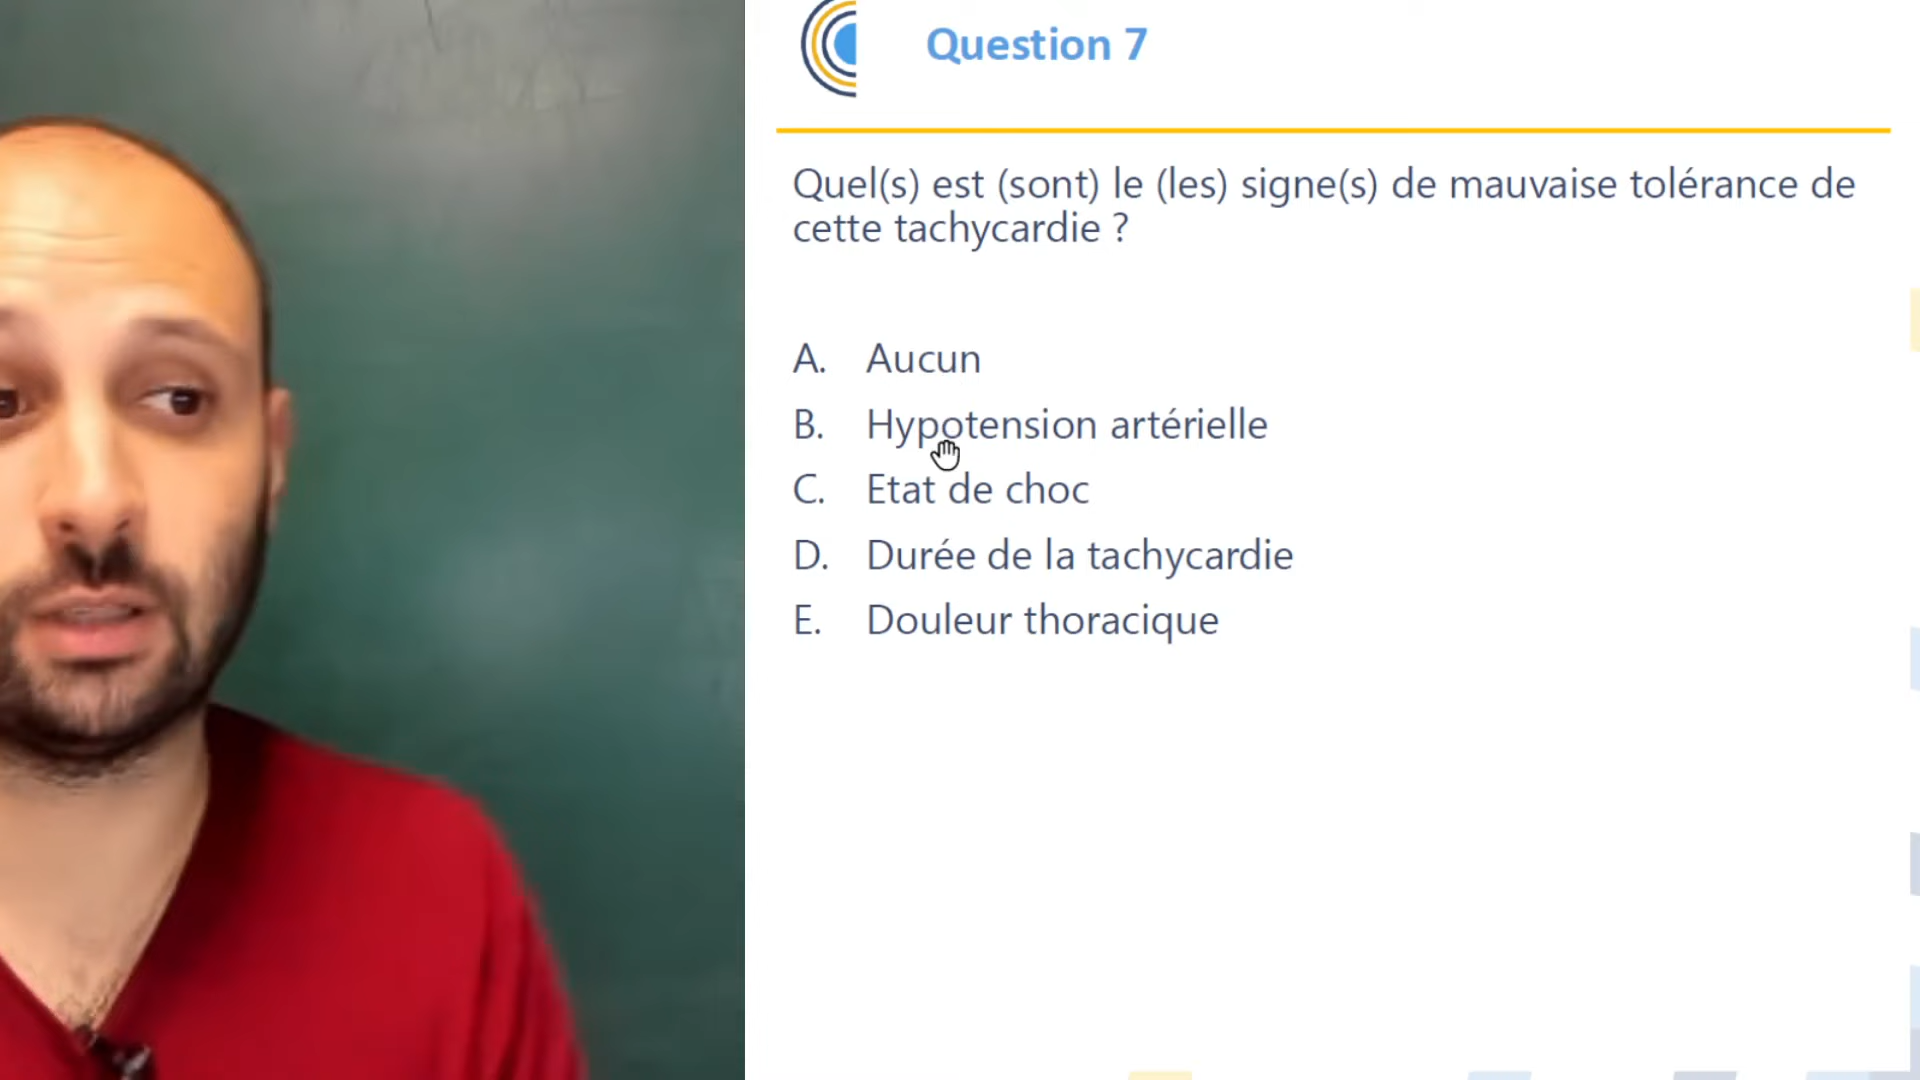 Question 7
Quel(s) est (sont) le (les) signe(s) de mauvaise tolérance de
cette tachycardie ?
A. Aucun
B. Hypotension artérielle
C. Etat de choc
D. Durée de la tachycardie
E. Douleur thoracique